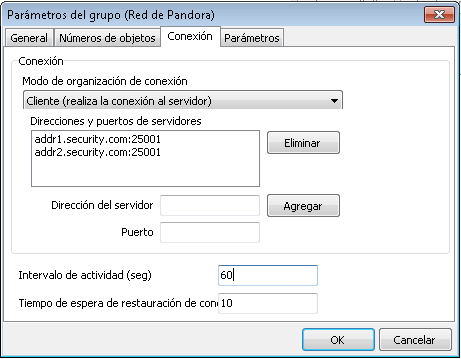 Parámetros del grupo (Red de Pandora)
General Números de objetos Conexión Parámetros
Conexión
Modo de organización de conexión
Cliente (realiza la conexión al servidor)
Direcciones y puertos de servidores
addr1.security.com:25001
addr2.security.com:25001
Eliminar
Dirección del servidor
Agregar
Puerto
Intervalo de actividad (seg) 60
Tiempo de espera de restauración de con 10
OK Cancelar